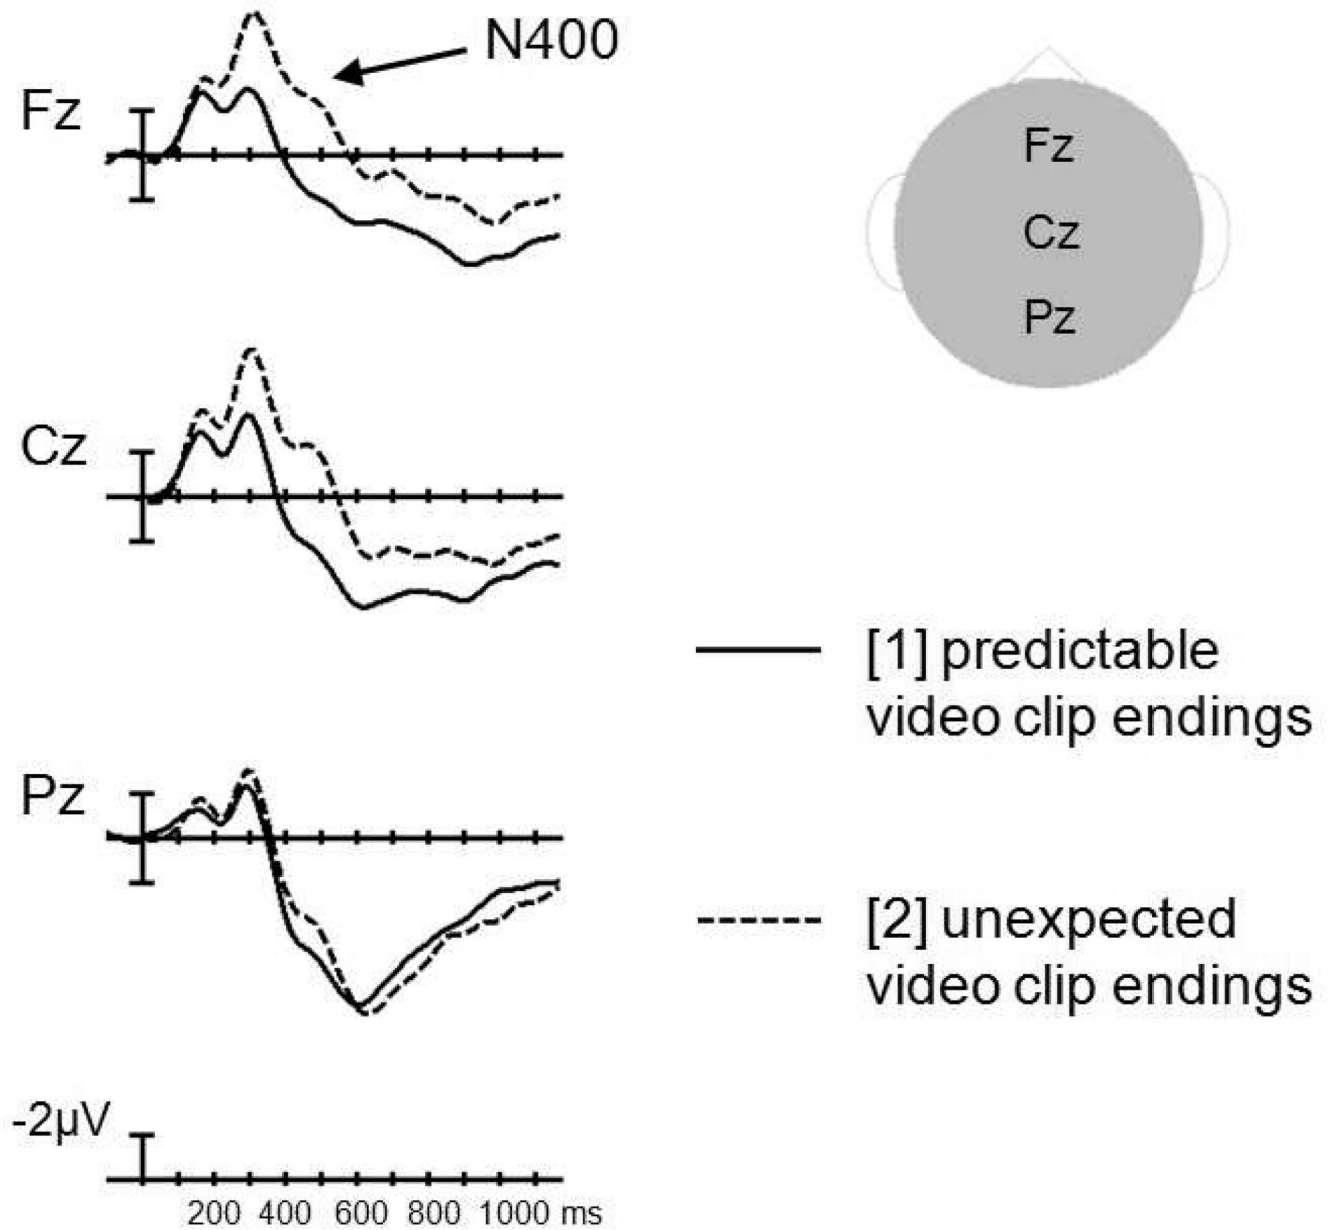 N400
Fz
Fz
Cz
Pz
Cz
[1] predictable
video clip endings
Pz
[2] unexpected
video clip endings
-2µV
200 400 600 800 1000 ms